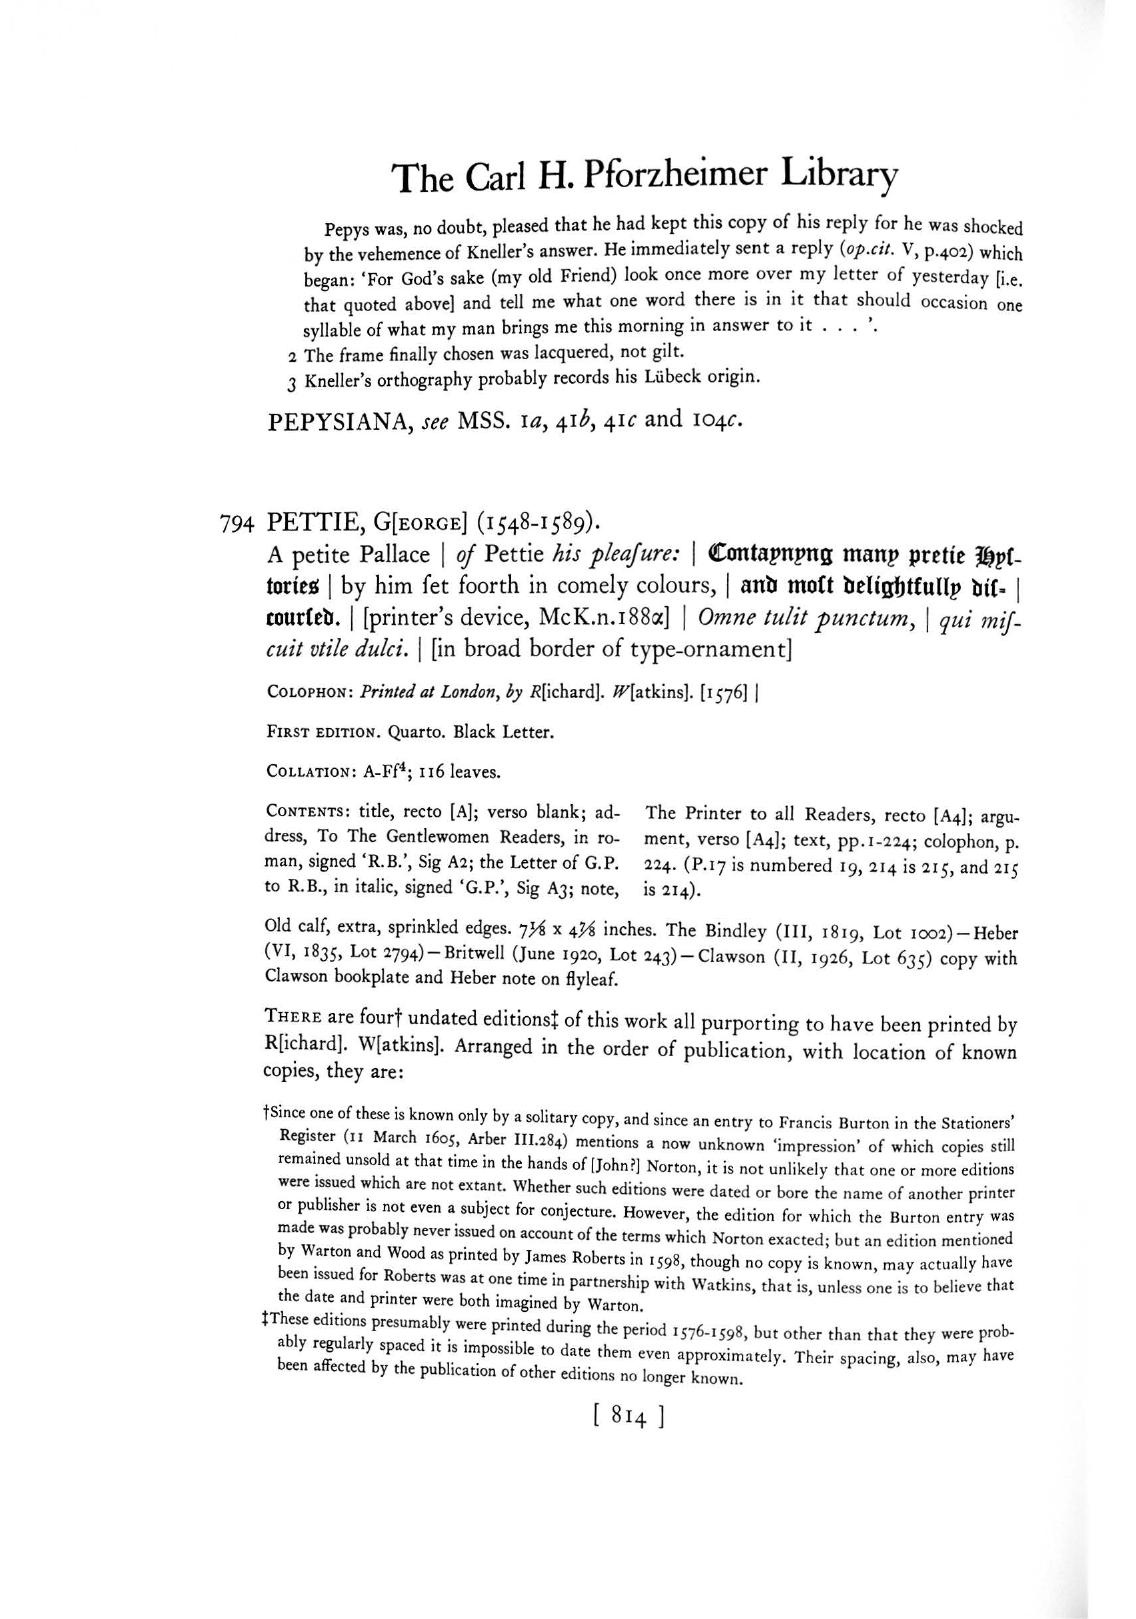 The Carl H. Pforzheimer Library
Pepys was, no doubt, pleased that he had kept this copy of his reply for he was shocked
by the vehemence of Kneller's answer. He immediately sent a reply (op.cit. V, p.402) which
began: 'For God's sake (my old Friend) look once more over my letter of yesterday [i.e.
that quoted above] and tell me what one word there is in it that should occasion one
syllable of what my man brings me this morning in answer to it . . . '.
2 The frame finally chosen was lacquered, not gilt.
3 Kneller's orthography probably records his Lübeck origin.
PEPYSIANA, see MSS. 1a, 41b, 41c and 104c.
794 PETTIE, G[EORGE] (1548-1589).
A petite Pallace | of Pettie his pleaſure: | Contaynyng many pretie Hyſ-
tories | by him ſet foorth in comely colours, | and moſt delightfully diſ- |
courſed. | [printer's device, McK.n.188α] | Omne tulit punctum, | qui miſ-
cuit vtile dulci. | [in broad border of type-ornament]
COLOPHON: Printed at London, by R[ichard]. W[atkins]. [1576] |
FIRST EDITION. Quarto. Black Letter.
COLLATION: A-Ff⁴; 116 leaves.
CONTENTS: title, recto [A]; verso blank; ad-
dress, To The Gentlewomen Readers, in ro-
man, signed 'R.B.', Sig A2; the Letter of G.P.
to R.B., in italic, signed 'G.P.', Sig A3; note,
The Printer to all Readers, recto [A4]; argu-
ment, verso [A4]; text, pp.1-224; colophon, p.
224. (P.17 is numbered 19, 214 is 215, and 215
is 214).
Old calf, extra, sprinkled edges. 7⅛ x 4⅞ inches. The Bindley (III, 1819, Lot 1002)—Heber
(VI, 1835, Lot 2794)—Britwell (June 1920, Lot 243)—Clawson (II, 1926, Lot 635) copy with
Clawson bookplate and Heber note on flyleaf.
THERE are four† undated editions‡ of this work all purporting to have been printed by
R[ichard]. W[atkins]. Arranged in the order of publication, with location of known
copies, they are:
†Since one of these is known only by a solitary copy, and since an entry to Francis Burton in the Stationers'
Register (11 March 1605, Arber III.284) mentions a now unknown 'impression' of which copies still
remained unsold at that time in the hands of [John?] Norton, it is not unlikely that one or more editions
were issued which are not extant. Whether such editions were dated or bore the name of another printer
or publisher is not even a subject for conjecture. However, the edition for which the Burton entry was
made was probably never issued on account of the terms which Norton exacted; but an edition mentioned
by Warton and Wood as printed by James Roberts in 1598, though no copy is known, may actually have
been issued for Roberts was at one time in partnership with Watkins, that is, unless one is to believe that
the date and printer were both imagined by Warton.
‡These editions presumably were printed during the period 1576-1598, but other than that they were prob-
ably regularly spaced it is impossible to date them even approximately. Their spacing, also, may have
been affected by the publication of other editions no longer known.
[ 814 ]